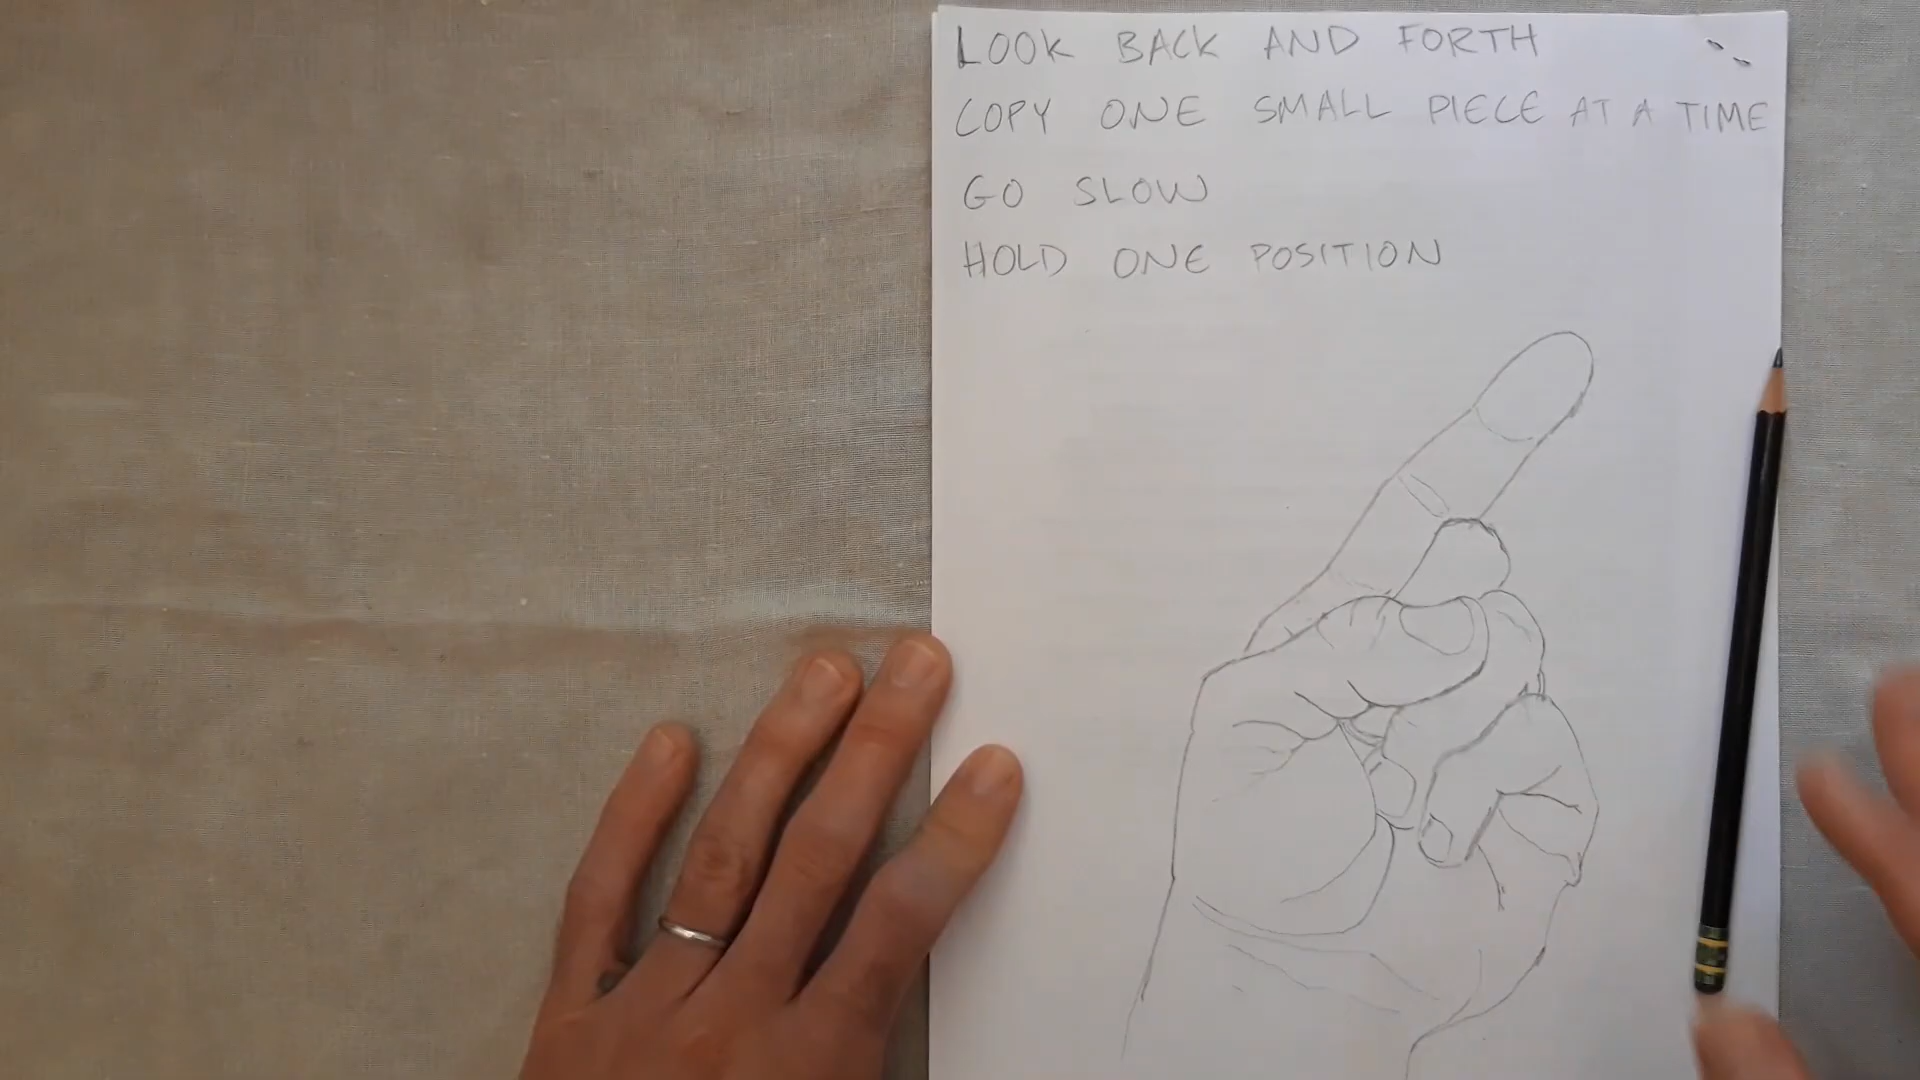 LOOK BACK AND FORTH
COPY ONE SMALL PIECE AT A TIME
GO SLOW
HOLD ONE POSITION